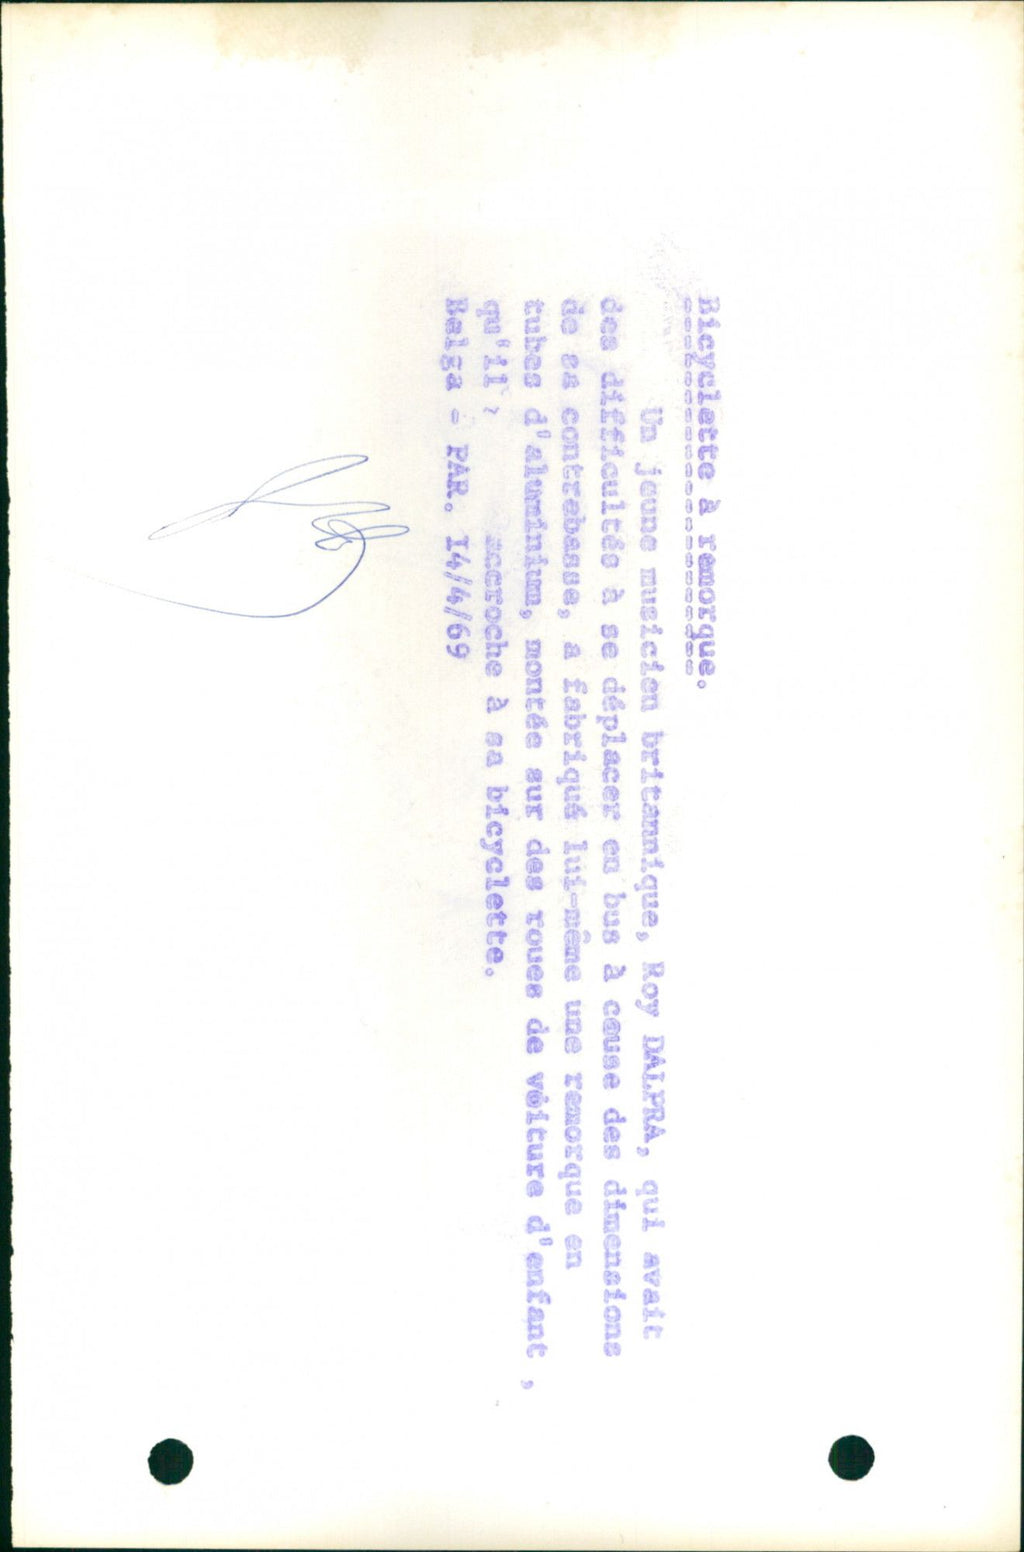 Bicyclette à remorque.
Un jeune musicien britannique, Roy DALPRA, qui avait
des difficultés à se déplacer en bus à cause des dimensions
de sa contrebasse, a fabriqué lui-même une remorque en
tubes d'aluminium, montée sur des roues de voiture d'enfant ,
qu'il accroche à sa bicyclette.
Belga - PAR. I4/4/69